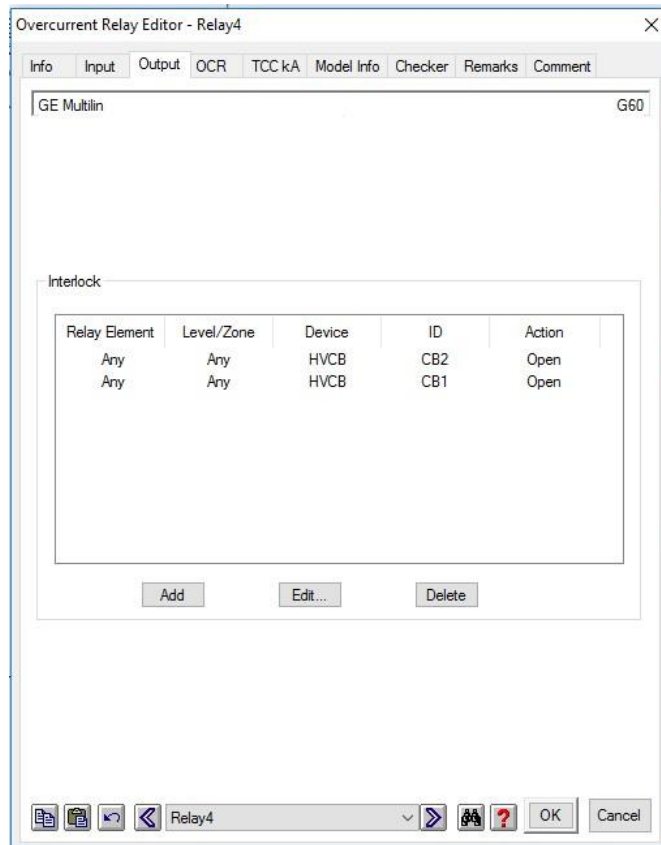 Overcurrent Relay Editor - Relay4
Info Input Output OCR TCC kA Model Info Checker Remarks Comment
GE Multilin G60
Interlock
Relay Element Level/Zone Device ID Action
Any Any HVCB CB2 Open
Any Any HVCB CB1 Open
Add Edit... Delete
Relay4 ? OK Cancel